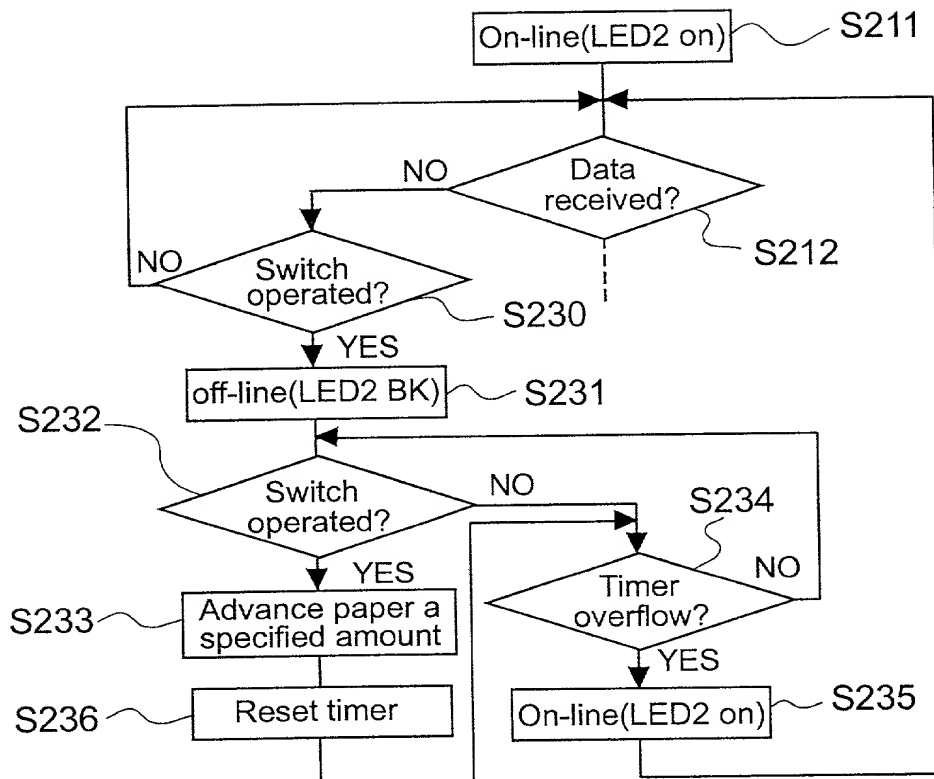 On-line(LED2 on)
S211
Data
received?
NO
S212
NO
Switch
operated?
S230
YES
off-line(LED2 BK)
S231
S232
Switch
operated?
NO
S234
YES
Timer
overflow?
NO
S233
Advance paper a
specified amount
YES
S236
Reset timer
On-line(LED2 on)
S235